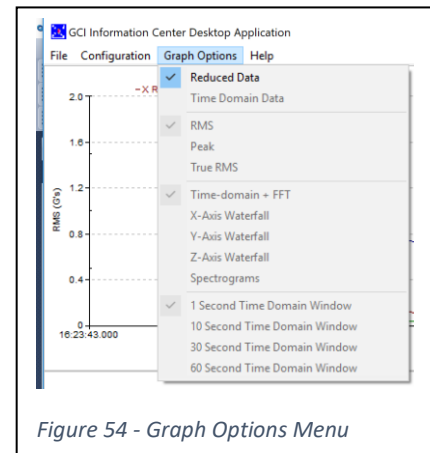 GCI Information Center Desktop Application
File Configuration Graph Options Help
Reduced Data
Time Domain Data
RMS
Peak
True RMS
Time-domain + FFT
X-Axis Waterfall
Y-Axis Waterfall
Z-Axis Waterfall
Spectrograms
1 Second Time Domain Window
10 Second Time Domain Window
30 Second Time Domain Window
60 Second Time Domain Window
-X R
RMS (G's)
2.0
1.6
1.2
0.8
0.4
0
16:23:43.000
Figure 54 - Graph Options Menu